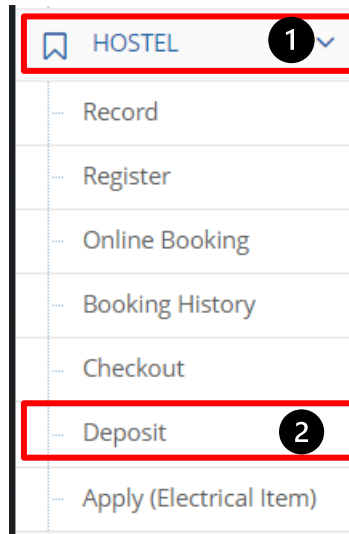 HOSTEL 1
Record
Register
Online Booking
Booking History
Checkout
Deposit 2
Apply (Electrical Item)